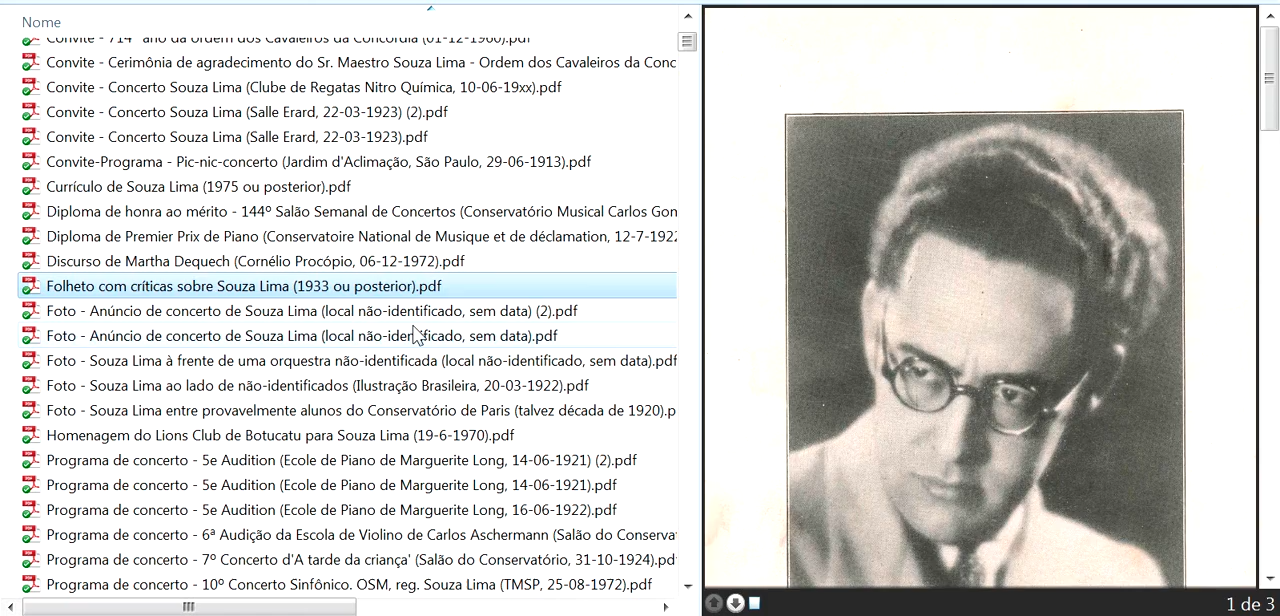 Nome
Convite - 714º ano da ordem dos Cavaleiros da Concórdia (01-12-1960).pdf
Convite - Cerimônia de agradecimento do Sr. Maestro Souza Lima - Ordem dos Cavaleiros da Conc
Convite - Concerto Souza Lima (Clube de Regatas Nitro Química, 10-06-19xx).pdf
Convite - Concerto Souza Lima (Salle Erard, 22-03-1923) (2).pdf
Convite - Concerto Souza Lima (Salle Erard, 22-03-1923).pdf
Convite-Programa - Pic-nic-concerto (Jardim d'Aclimação, São Paulo, 29-06-1913).pdf
Currículo de Souza Lima (1975 ou posterior).pdf
Diploma de honra ao mérito - 144º Salão Semanal de Concertos (Conservatório Musical Carlos Gon
Diploma de Premier Prix de Piano (Conservatoire National de Musique et de déclamation, 12-7-1922
Discurso de Martha Dequech (Cornélio Procópio, 06-12-1972).pdf
Folheto com críticas sobre Souza Lima (1933 ou posterior).pdf
Foto - Anúncio de concerto de Souza Lima (local não-identificado, sem data) (2).pdf
Foto - Anúncio de concerto de Souza Lima (local não-identificado, sem data).pdf
Foto - Souza Lima à frente de uma orquestra não-identificada (local não-identificado, sem data).pdf
Foto - Souza Lima ao lado de não-identificados (Ilustração Brasileira, 20-03-1922).pdf
Foto - Souza Lima entre provavelmente alunos do Conservatório de Paris (talvez década de 1920).p
Homenagem do Lions Club de Botucatu para Souza Lima (19-6-1970).pdf
Programa de concerto - 5e Audition (Ecole de Piano de Marguerite Long, 14-06-1921) (2).pdf
Programa de concerto - 5e Audition (Ecole de Piano de Marguerite Long, 14-06-1921).pdf
Programa de concerto - 5e Audition (Ecole de Piano de Marguerite Long, 16-06-1922).pdf
Programa de concerto - 6ª Audição da Escola de Violino de Carlos Aschermann (Salão do Conserva
Programa de concerto - 7º Concerto d'A tarde da criança' (Salão do Conservatório, 31-10-1924).pd
Programa de concerto - 10º Concerto Sinfônico. OSM, reg. Souza Lima (TMSP, 25-08-1972).pdf
1 de 3